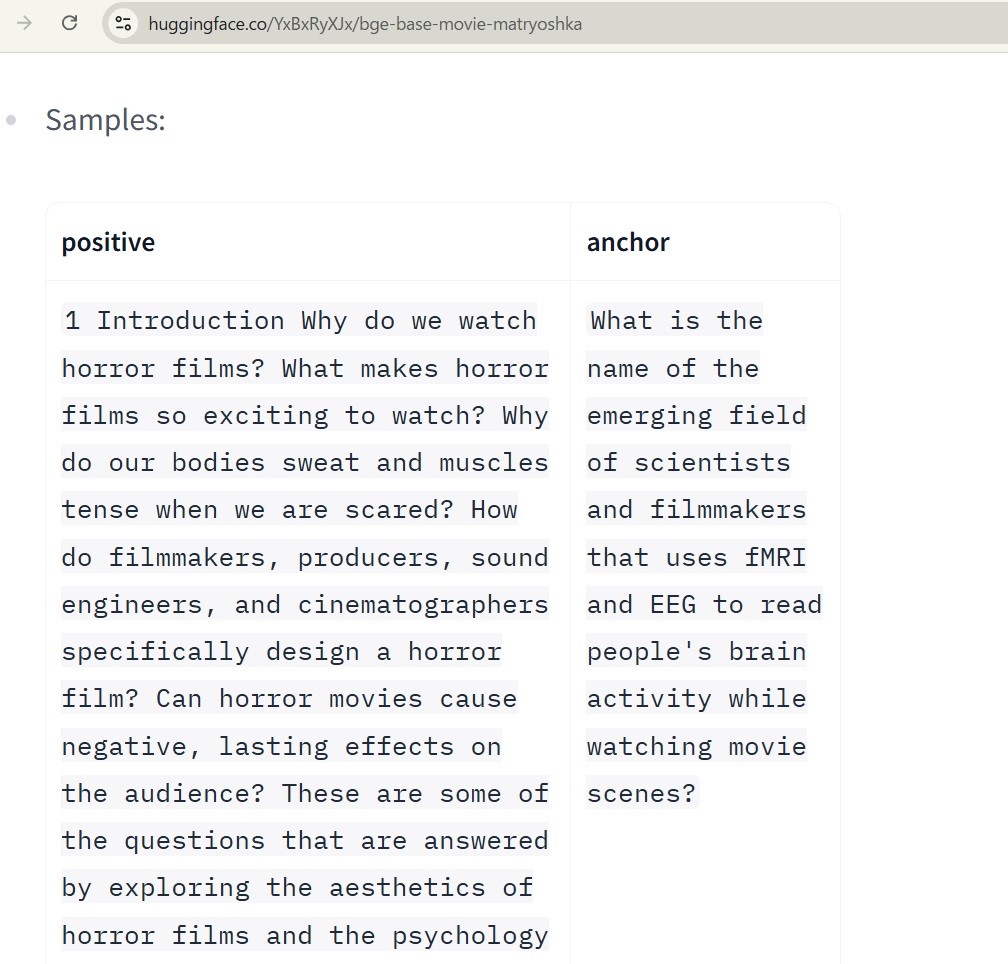 huggingface.co/YxBxRyXJx/bge-base-movie-matryoshka
Samples:
positive
anchor
1 Introduction Why do we watch
horror films? What makes horror
films so exciting to watch? Why
do our bodies sweat and muscles
tense when we are scared? How
do filmmakers, producers, sound
engineers, and cinematographers
specifically design a horror
film? Can horror movies cause
negative, lasting effects on
the audience? These are some of
the questions that are answered
by exploring the aesthetics of
horror films and the psychology
What is the
name of the
emerging field
of scientists
and filmmakers
that uses fMRI
and EEG to read
people's brain
activity while
watching movie
scenes?